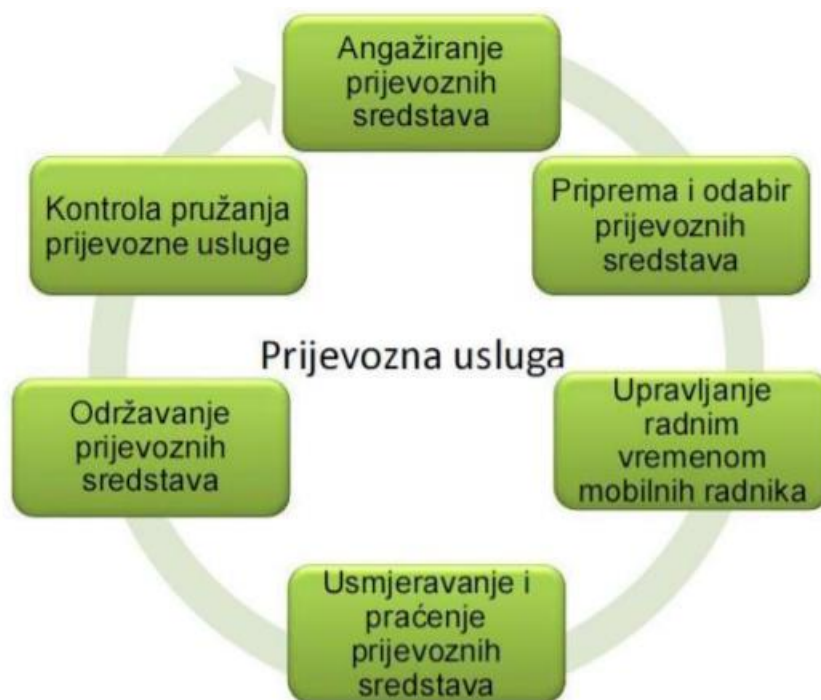 Angažiranje
prijevoznih
sredstava
Priprema i odabir
prijevoznih
sredstava
Upravljanje
radnim
vremenom
mobilnih radnika
Usmjeravanje i
praćenje
prijevoznih
sredstava
Održavanje
prijevoznih
sredstava
Kontrola pružanja
prijevozne usluge
Prijevozna usluga